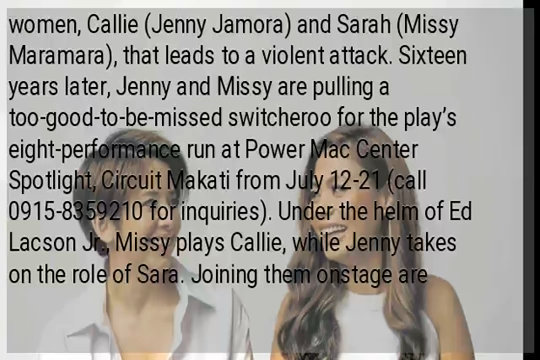 women, Callie (Jenny Jamora) and Sarah (Missy
Maramara), that leads to a violent attack. Sixteen
years later, Jenny and Missy are pulling a
too-good-to-be-missed switcheroo for the play’s
eight-performance run at Power Mac Center
Spotlight, Circuit Makati from July 12-21 (call
0915-8359210 for inquiries). Under the helm of Ed
Lacson Jr., Missy plays Callie, while Jenny takes
on the role of Sara. Joining them onstage are